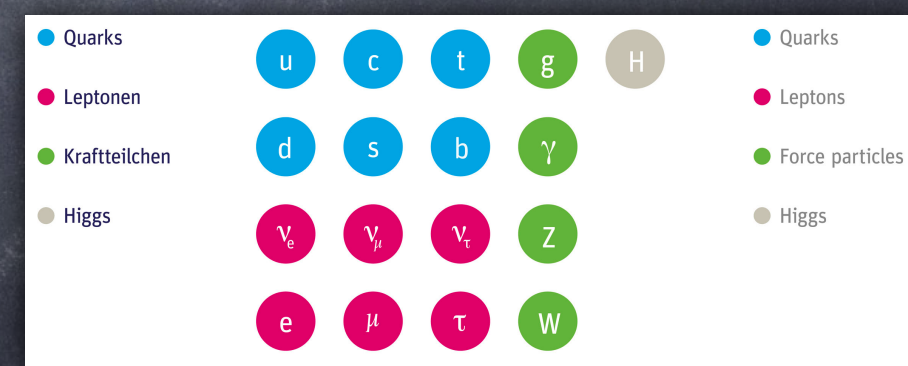 Quarks
Leptonen
Kraftteilchen
Higgs
u c t g H
d s b γ
νe νμ ντ Z
e μ τ W
Quarks
Leptons
Force particles
Higgs